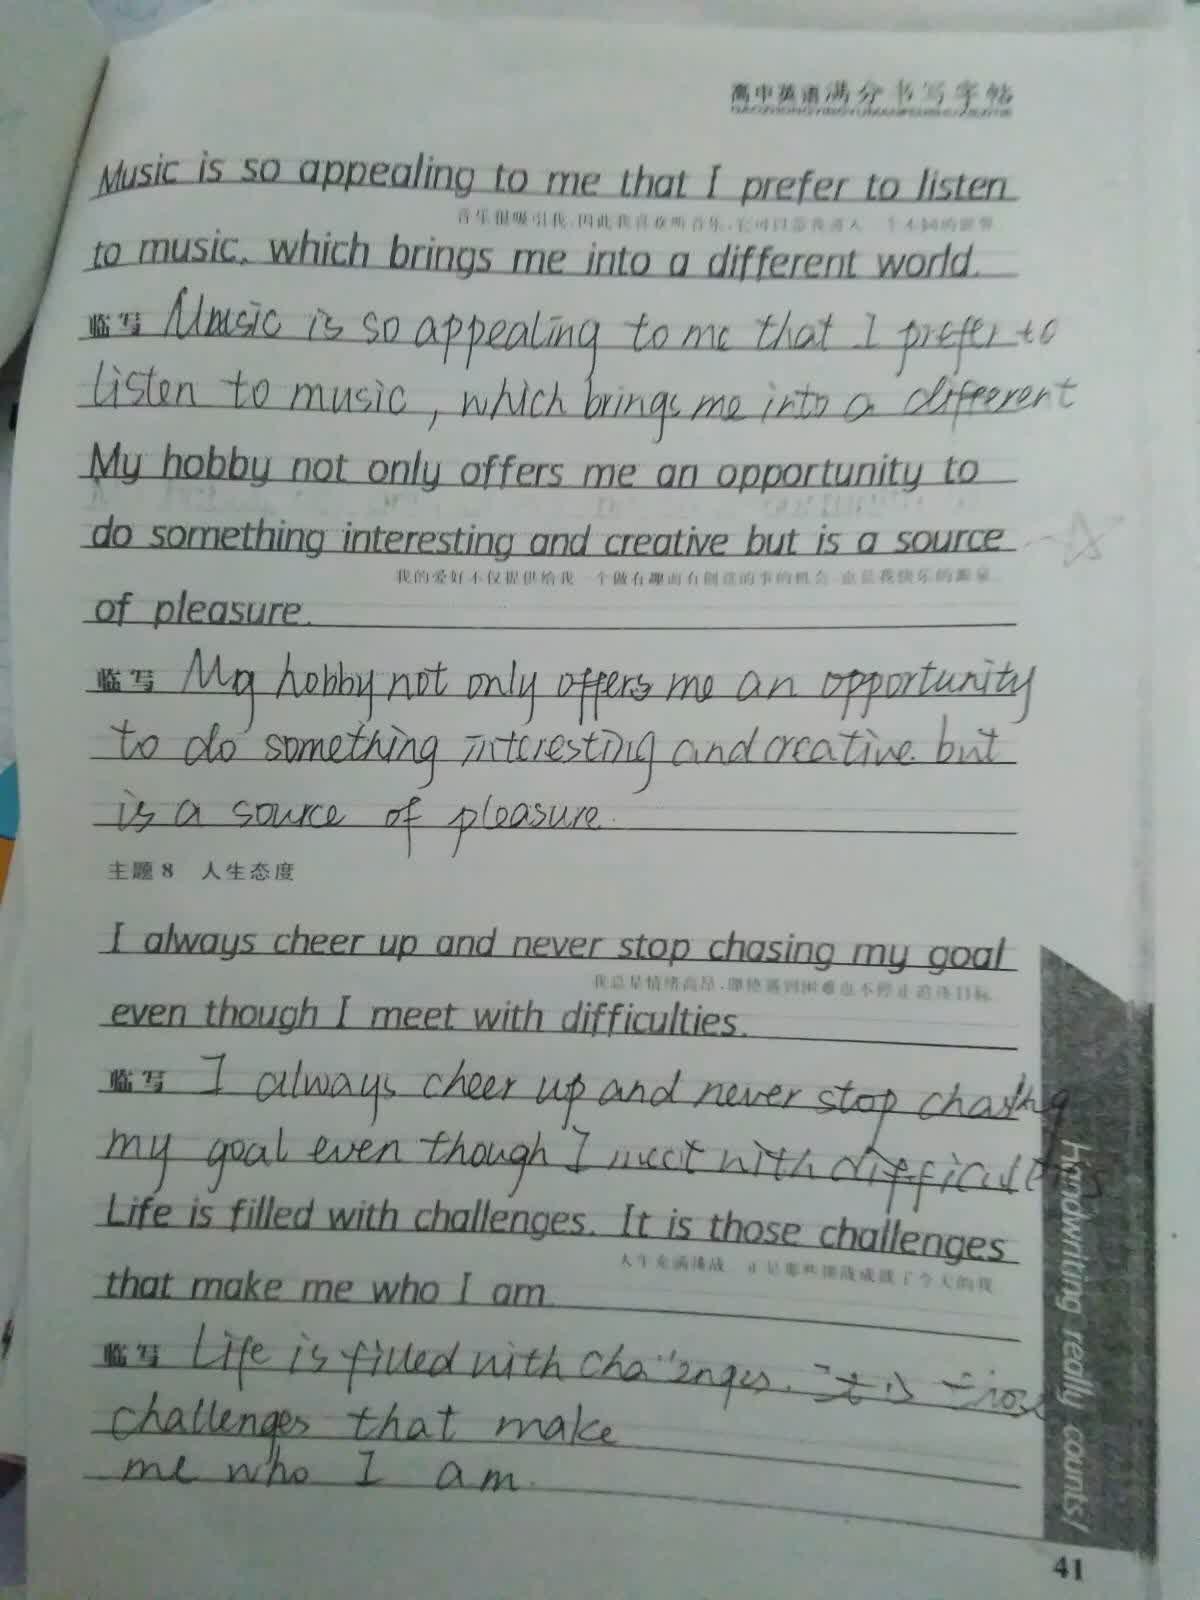 高中英语满分书写字帖
Music is so appealing to me that I prefer to listen
音乐很吸引我,因此我喜欢听音乐,它可以带我进入一个不同的世界
to music, which brings me into a different world.
临写 Music is so appealing to me that I prefer to
listen to music, which brings me into a different
My hobby not only offers me an opportunity to
do something interesting and creative but is a source
我的爱好不仅提供给我一个做有趣而有创意的事的机会,也是我快乐的源泉
of pleasure.
临写 My hobby not only offers me an opportunity
to do something interesting and creative but
is a source of pleasure.
主题8 人生态度
I always cheer up and never stop chasing my goal
我总是情绪高昂,即使遇到困难也不停止追逐目标
even though I meet with difficulties.
临写 I always cheer up and never stop chasing
my goal even though I meet with difficulties
Life is filled with challenges. It is those challenges
人生充满挑战 正是那些挑战成就了今天的我
that make me who I am.
临写 Life is filled with challenges. It is those
challenges that make
me who I am.
Handwriting really counts!
41